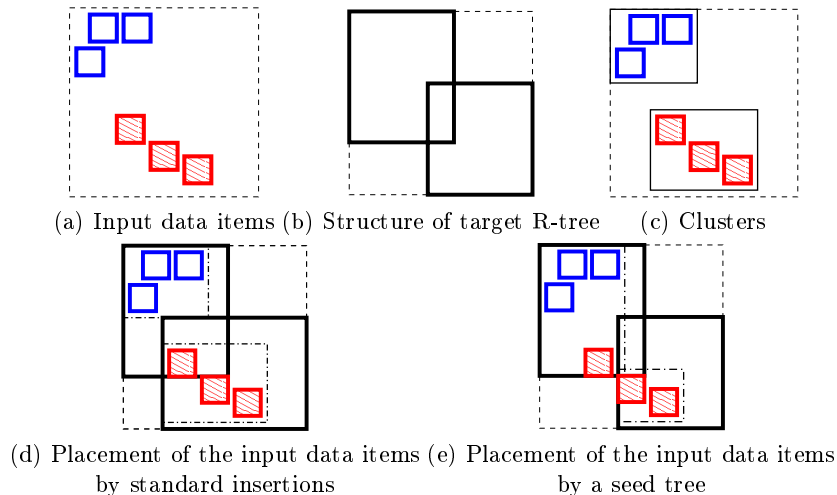 (a) Input data items (b) Structure of target R-tree (c) Clusters
(d) Placement of the input data items (e) Placement of the input data items
by standard insertions by a seed tree